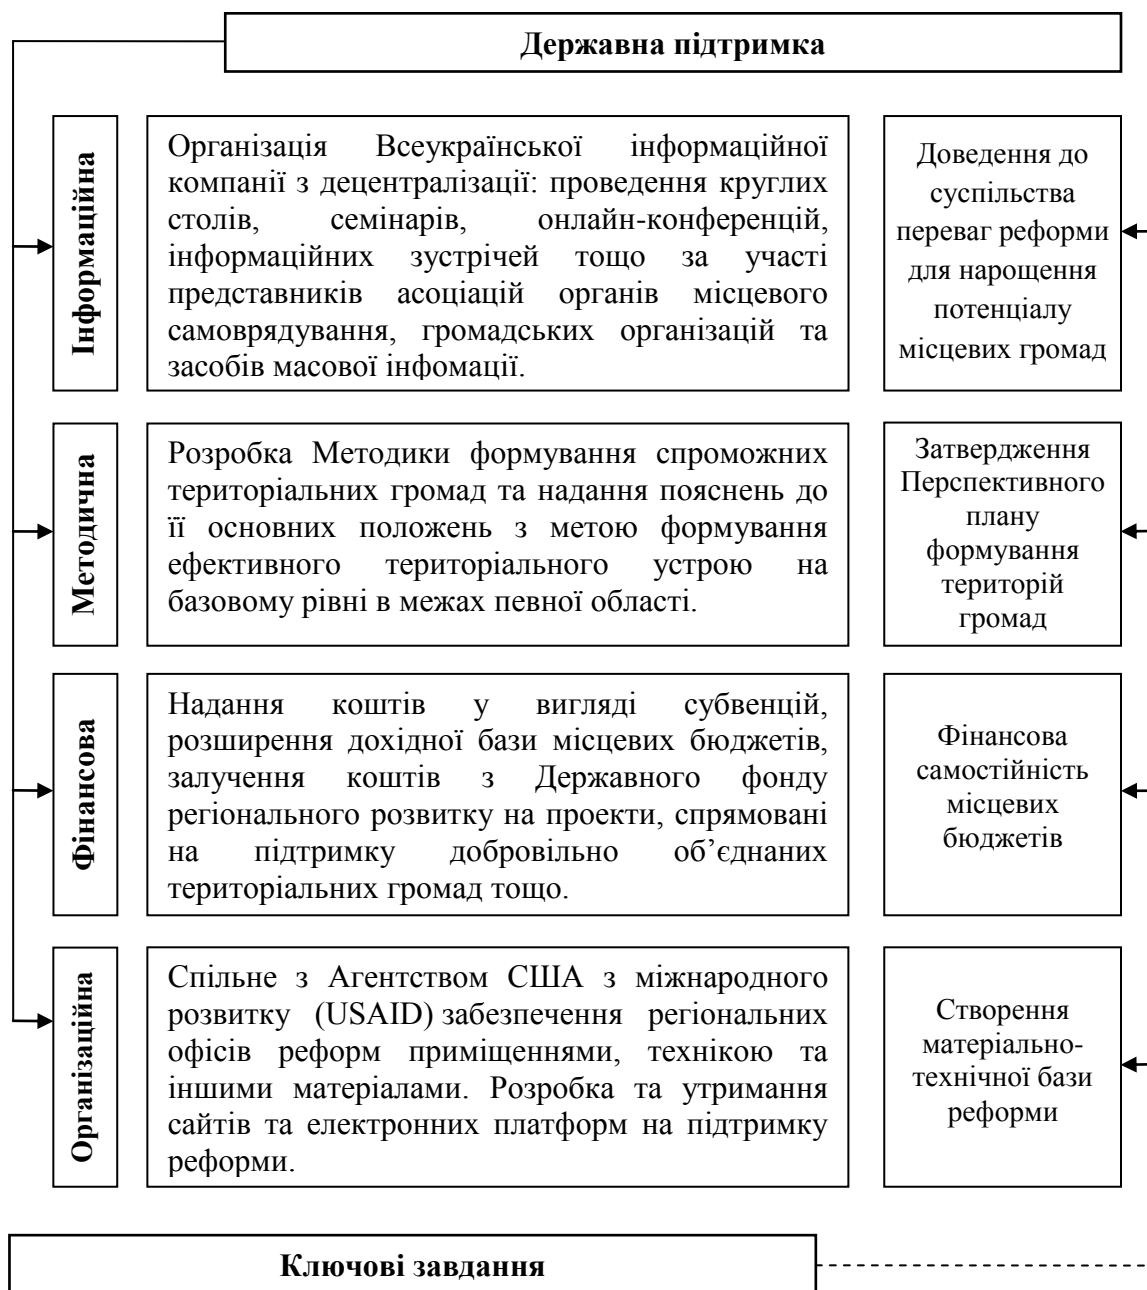 Державна підтримка
Інформаційна
Організація Всеукраїнської інформаційної
компанії з децентралізації: проведення круглих
столів, семінарів, онлайн-конференцій,
інформаційних зустрічей тощо за участі
представників асоціацій органів місцевого
самоврядування, громадських організацій та
засобів масової інфомації.
Доведення до
суспільства
переваг реформи
для нарощення
потенціалу
місцевих громад
Методична
Розробка Методики формування спроможних
територіальних громад та надання пояснень до
її основних положень з метою формування
ефективного територіального устрою на
базовому рівні в межах певної області.
Затвердження
Перспективного
плану
формування
територій
громад
Фінансова
Надання коштів у вигляді субвенцій,
розширення дохідної бази місцевих бюджетів,
залучення коштів з Державного фонду
регіонального розвитку на проекти, спрямовані
на підтримку добровільно об’єднаних
територіальних громад тощо.
Фінансова
самостійність
місцевих
бюджетів
Організаційна
Спільне з Агентством США з міжнародного
розвитку (USAID) забезпечення регіональних
офісів реформ приміщеннями, технікою та
іншими матеріалами. Розробка та утримання
сайтів та електронних платформ на підтримку
реформи.
Створення
матеріально-
технічної бази
реформи
Ключові завдання